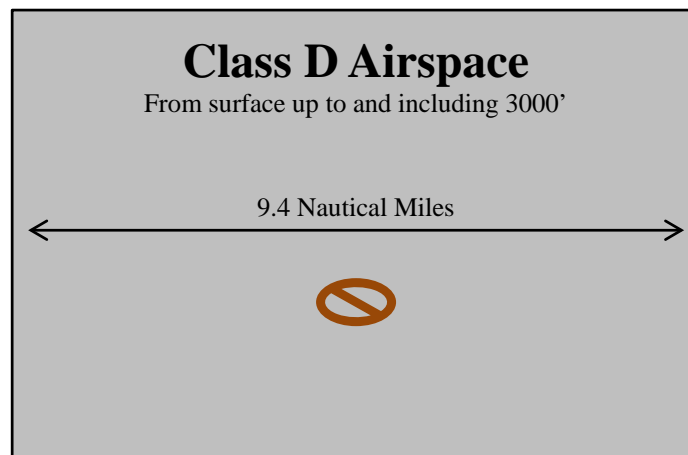 Class D Airspace
From surface up to and including 3000’
9.4 Nautical Miles